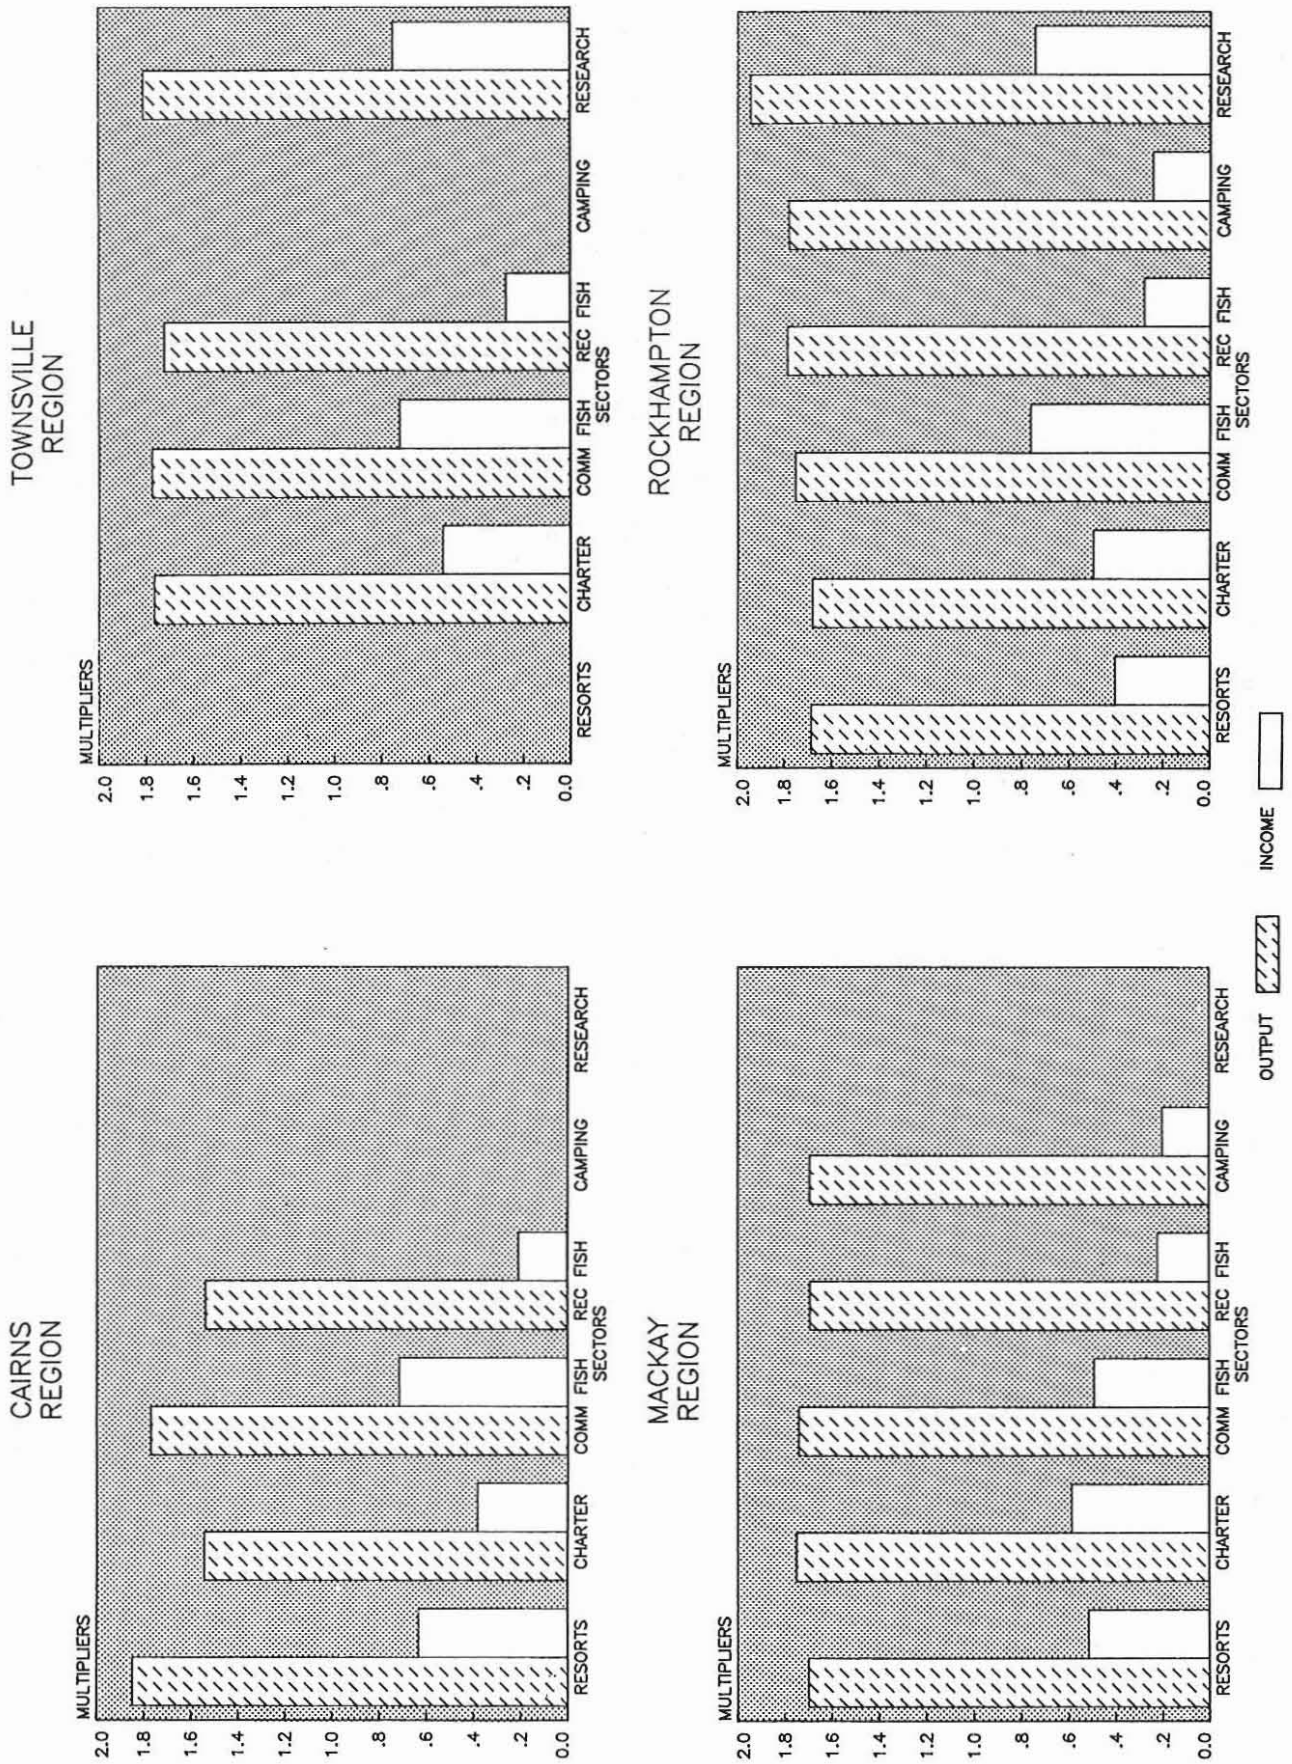 CAIRNS
REGION
MULTIPLIERS
2.0
1.8
1.6
1.4
1.2
1.0
.8
.6
.4
.2
0.0
RESORTS CHARTER COMM FISH REC FISH CAMPING RESEARCH
SECTORS
TOWNSVILLE
REGION
MULTIPLIERS
2.0
1.8
1.6
1.4
1.2
1.0
.8
.6
.4
.2
0.0
RESORTS CHARTER COMM FISH REC FISH CAMPING RESEARCH
SECTORS
MACKAY
REGION
MULTIPLIERS
2.0
1.8
1.6
1.4
1.2
1.0
.8
.6
.4
.2
0.0
RESORTS CHARTER COMM FISH REC FISH CAMPING RESEARCH
SECTORS
ROCKHAMPTON
REGION
MULTIPLIERS
2.0
1.8
1.6
1.4
1.2
1.0
.8
.6
.4
.2
0.0
RESORTS CHARTER COMM FISH REC FISH CAMPING RESEARCH
SECTORS
OUTPUT INCOME